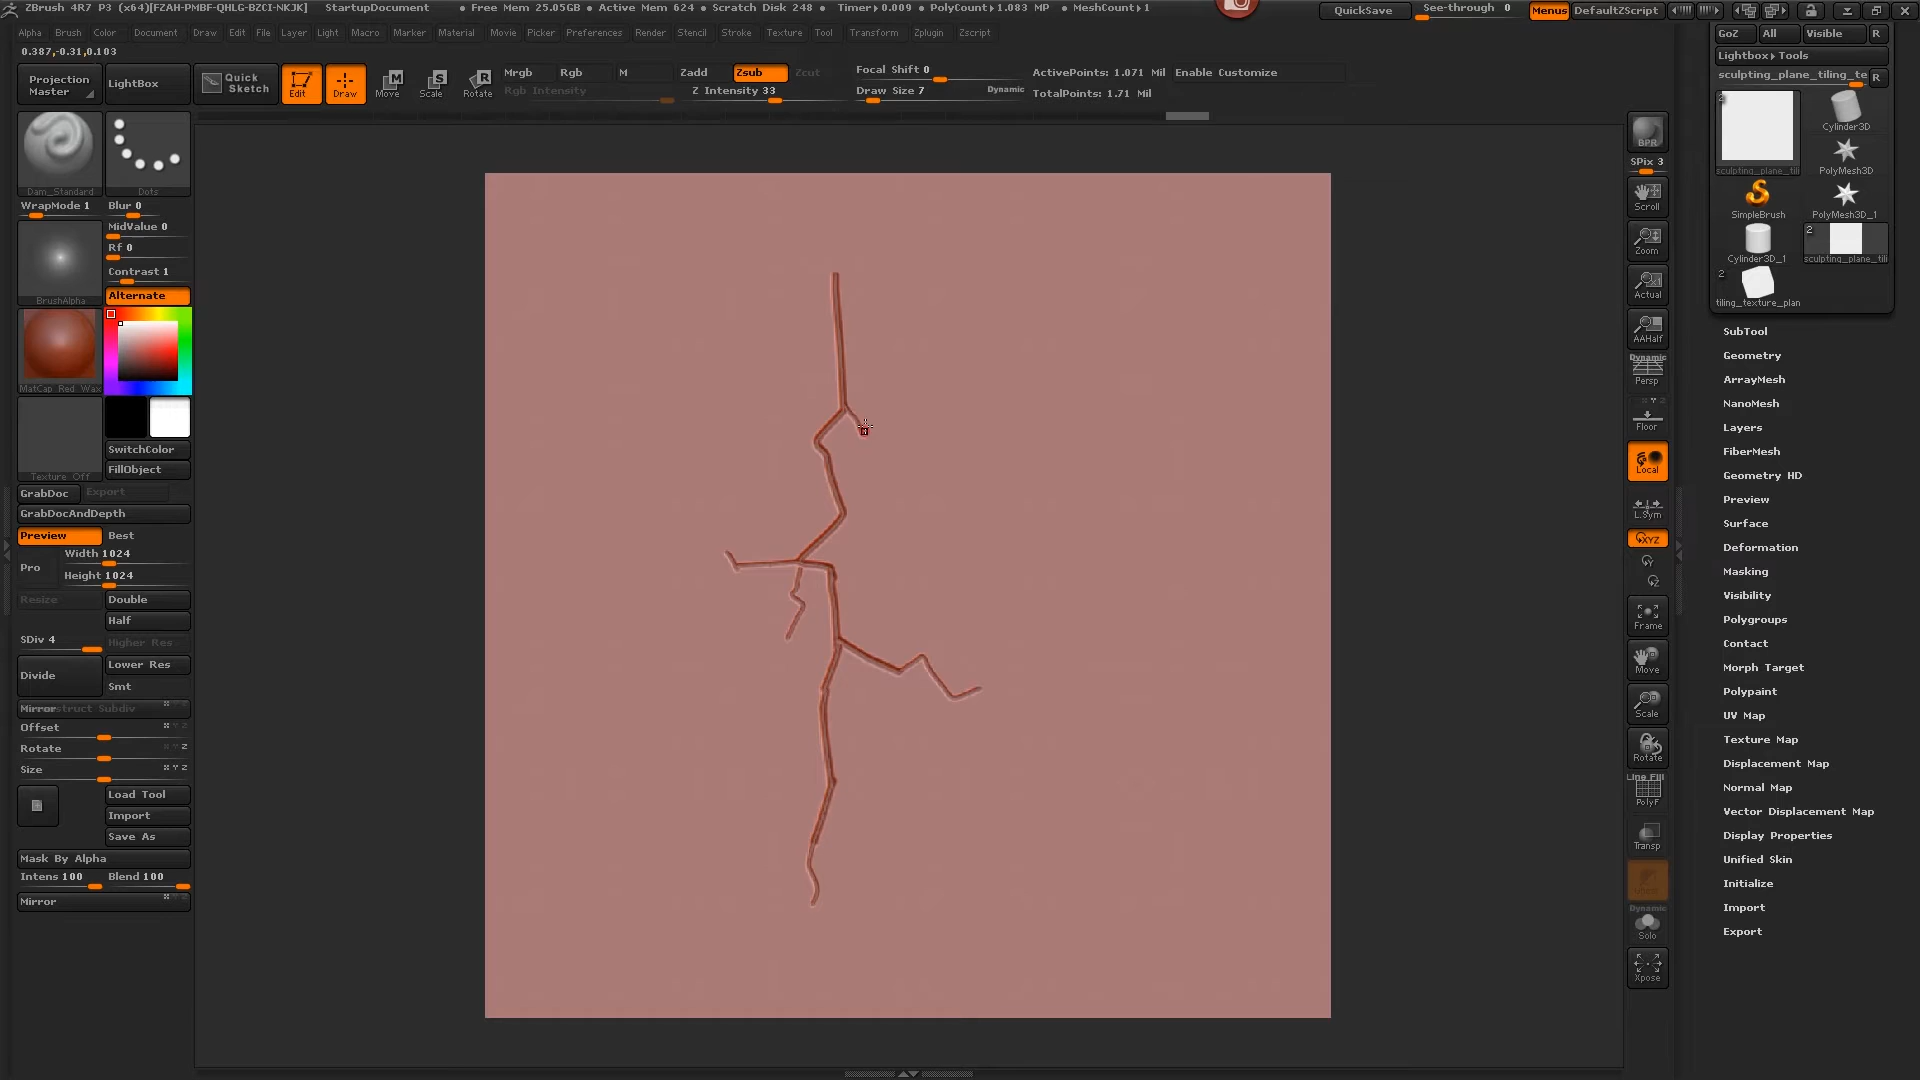 ZBrush 4R7 P3 (x64)[FZAH-PMBF-QHLG-BZCI-NKJK] StartupDocument • Free Mem 25.05GB • Active Mem 624 • Scratch Disk 248 • Timer▸0.009 • PolyCount▸1.083 MP • MeshCount▸1 QuickSave See-through 0 Menus DefaultZScript
Alpha Brush Color Document Draw Edit File Layer Light Macro Marker Material Movie Picker Preferences Render Stencil Stroke Texture Tool Transform Zplugin Zscript
0.387,-0.31,0.103
Projection Master
LightBox
Quick Sketch
Edit
Draw
Move
Scale
Rotate
Mrgb Rgb M
Rgb Intensity
Zadd Zsub Zcut
Z Intensity 33
Focal Shift 0
Draw Size 7 Dynamic
ActivePoints: 1.071 Mil
TotalPoints: 1.71 Mil
Enable Customize
Dam_Standard
Dots
WrapMode 1 Blur 0
MidValue 0
Rf 0
Contrast 1
BrushAlpha
Alternate
MatCap Red Wax
SwitchColor
FillObject
Texture Off
GrabDoc Export
GrabDocAndDepth
Preview Best
Pro
Width 1024
Height 1024
Resize Double
Half
SDiv 4 Higher Res
Divide
Lower Res
Smt
Mirror
Offset
Rotate
Size
Load Tool
Import
Save As
Mask By Alpha
Intens 100 Blend 100
Mirror
BPR
SPix 3
Scroll
Zoom
Actual
AAHalf
Dynamic
Persp
Floor
Local
L.Sym
XYZ
Y
Z
Frame
Move
Scale
Rotate
Line Fill
PolyF
Transp
Dynamic
Solo
Xpose
GoZ All Visible R
Lightbox▸Tools
sculpting_plane_tiling_te R
2
Cylinder3D
sculpting_plane_tili
PolyMesh3D
SimpleBrush
PolyMesh3D_1
2
Cylinder3D_1
sculpting_plane_tili
2
tiling_texture_plan
SubTool
Geometry
ArrayMesh
NanoMesh
Layers
FiberMesh
Geometry HD
Preview
Surface
Deformation
Masking
Visibility
Polygroups
Contact
Morph Target
Polypaint
UV Map
Texture Map
Displacement Map
Normal Map
Vector Displacement Map
Display Properties
Unified Skin
Initialize
Import
Export